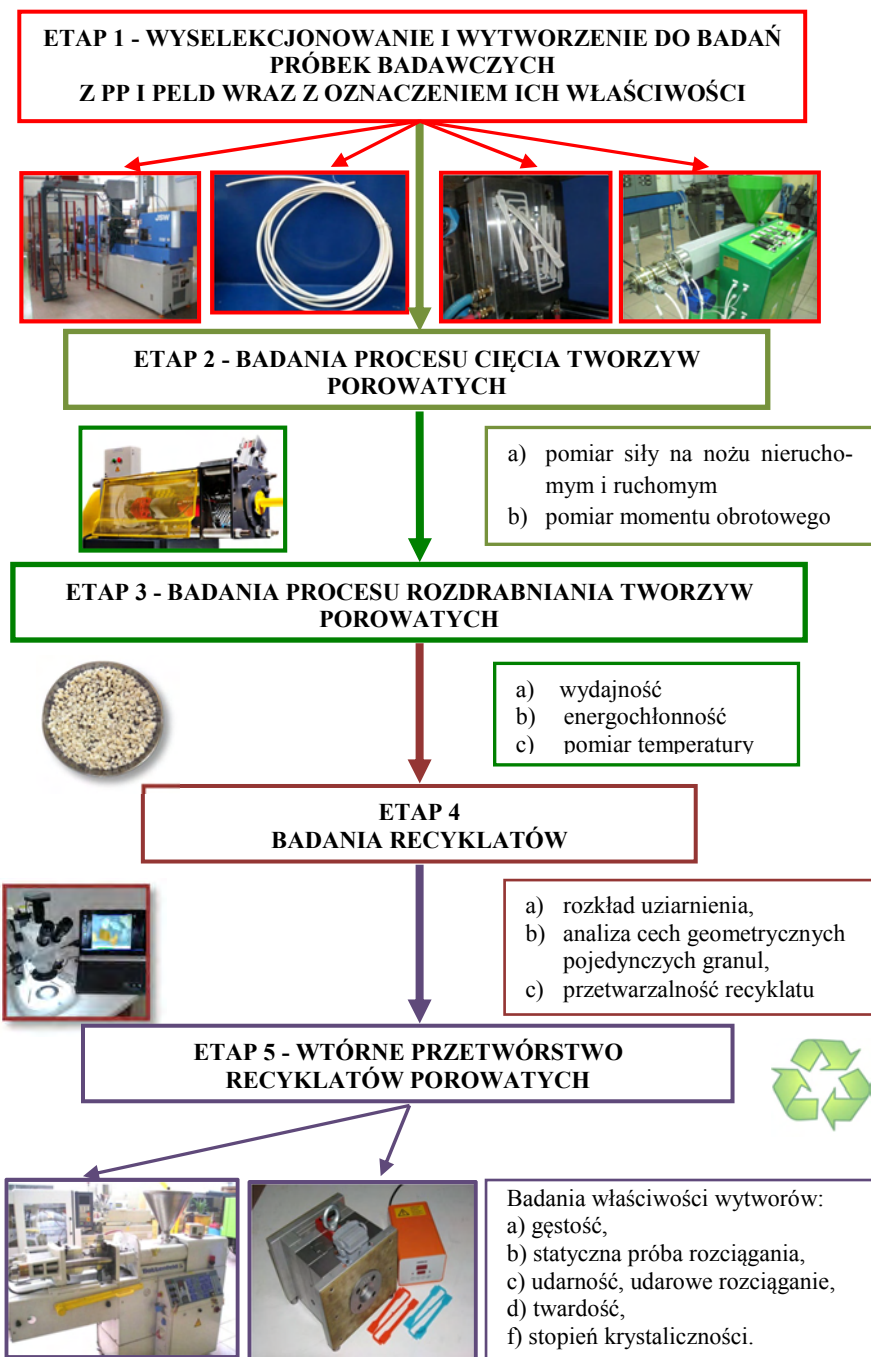 ETAP 1 - WYSELEKCJONOWANIE I WYTWORZENIE DO BADAŃ
PRÓBEK BADAWCZYCH
Z PP I PELD WRAZ Z OZNACZENIEM ICH WŁAŚCIWOŚCI
JSW
ETAP 2 - BADANIA PROCESU CIĘCIA TWORZYW
POROWATYCH
a) pomiar siły na nożu nierucho-
mym i ruchomym
b) pomiar momentu obrotowego
ETAP 3 - BADANIA PROCESU ROZDRABNIANIA TWORZYW
POROWATYCH
a) wydajność
b) energochłonność
c) pomiar temperatury
ETAP 4
BADANIA RECYKLATÓW
a) rozkład uziarnienia,
b) analiza cech geometrycznych
pojedynczych granul,
c) przetwarzalność recyklatu
ETAP 5 - WTÓRNE PRZETWÓRSTWO
RECYKLATÓW POROWATYCH
Badania właściwości wytworów:
a) gęstość,
b) statyczna próba rozciągania,
c) udarność, udarowe rozciąganie,
d) twardość,
f) stopień krystaliczności.